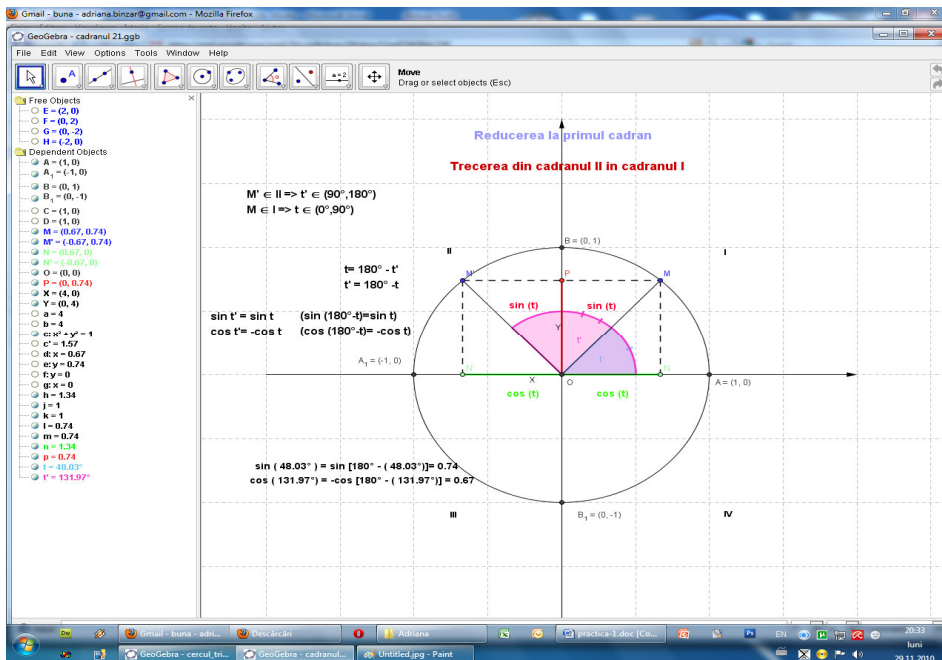 Gmail - buna - adriana.binzar@gmail.com - Mozilla Firefox
GeoGebra - cadranul 21.ggb
File Edit View Options Tools Window Help
A
a=2
Move
Drag or select objects (Esc)
Free Objects
E = (2, 0)
F = (0, 2)
G = (0, -2)
H = (-2, 0)
Dependent Objects
A = (1, 0)
A₁ = (-1, 0)
B = (0, 1)
B₁ = (0, -1)
C = (1, 0)
D = (1, 0)
M = (0.67, 0.74)
M' = (-0.67, 0.74)
N = (0.67, 0)
N' = (-0.67, 0)
O = (0, 0)
P = (0, 0.74)
X = (4, 0)
Y = (0, 4)
a = 4
b = 4
c: x² + y² = 1
c' = 1.57
d: x = 0.67
e: y = 0.74
f: y = 0
g: x = 0
h = 1.34
j = 1
k = 1
l = 0.74
m = 0.74
n = 1.34
p = 0.74
t = 48.03°
t' = 131.97°
Reducerea la primul cadran
Trecerea din cadranul II in cadranul I
M' ∈ II => t' ∈ (90°,180°)
M ∈ I => t ∈ (0°,90°)
B = (0, 1)
II
I
t= 180° - t'
t' = 180° -t
M'
P
M
sin (t)
sin (t)
sin t' = sin t (sin (180°-t)=sin t)
cos t'= -cos t (cos (180°-t)= -cos t)
Y
t'
t
A₁ = (-1, 0)
N'
N
X
O
A = (1, 0)
cos (t)
cos (t)
sin ( 48.03° ) = sin [180° - ( 48.03°)]= 0.74
cos ( 131.97°) = -cos [180° - ( 131.97°)] = 0.67
III
B₁ = (0, -1)
IV
Dw
Gmail - buna - adri...
Descărcări
Adriana
practica-1.doc [Co...
Ps
EN
20:33
luni
29.11.2010
GeoGebra - cercul_tri...
GeoGebra - cadranul...
Untitled.jpg - Paint